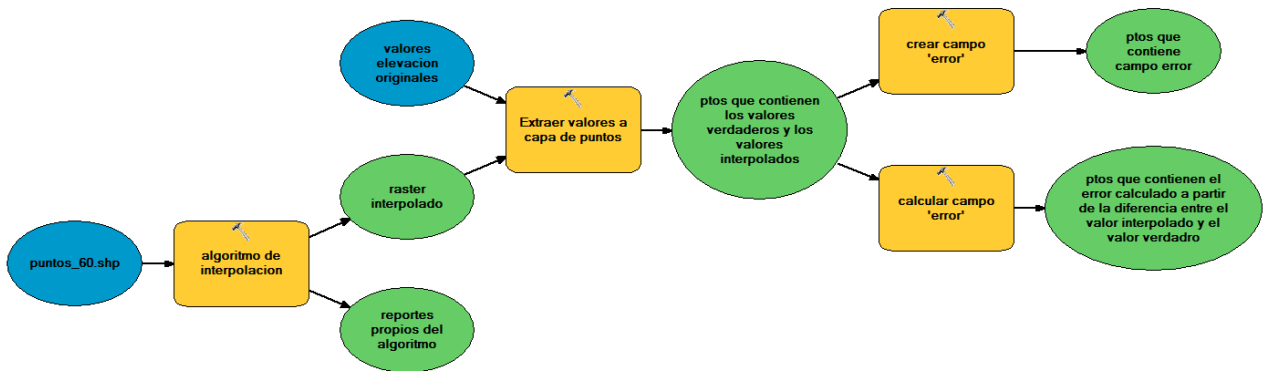 valores
elevacion
originales
crear campo
'error'
ptos que
contiene
campo error
Extraer valores a
capa de puntos
ptos que contienen
los valores
verdaderos y los
valores
interpolados
raster
interpolado
calcular campo
'error'
ptos que contienen el
error calculado a partir
de la diferencia entre el
valor interpolado y el
valor verdadro
puntos_60.shp
algoritmo de
interpolacion
reportes
propios del
algoritmo